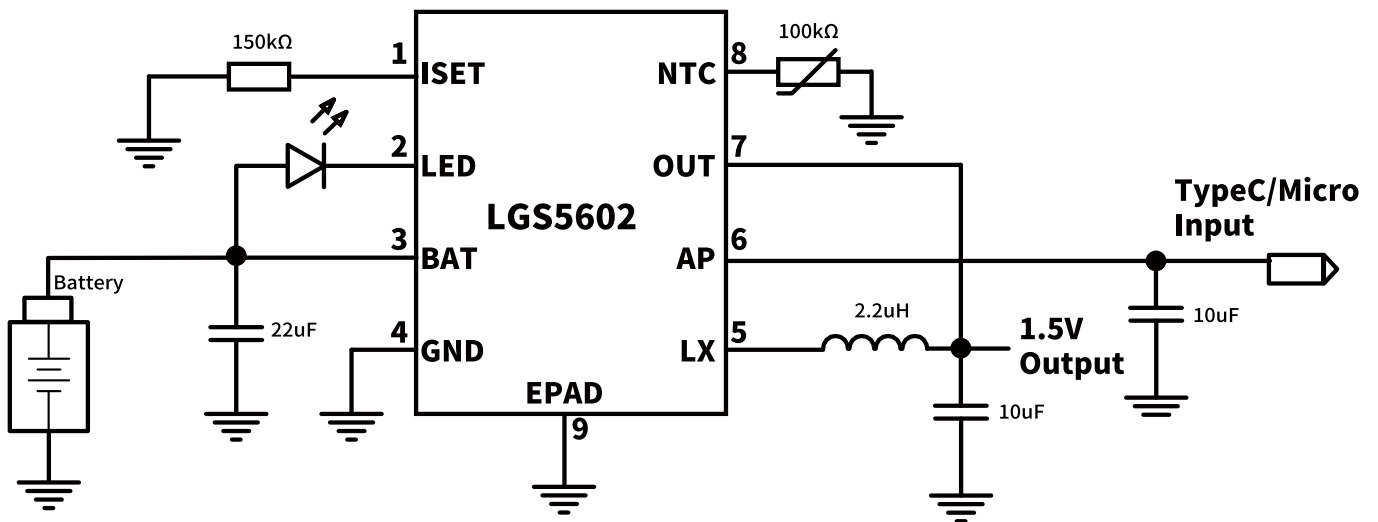 150kΩ
1
ISET
2
LED
3
BAT
4
GND
LGS5602
EPAD
9
8
NTC
100kΩ
7
OUT
6
AP
5
LX
2.2uH
TypeC/Micro
Input
10uF
1.5V
Output
10uF
Battery
22uF